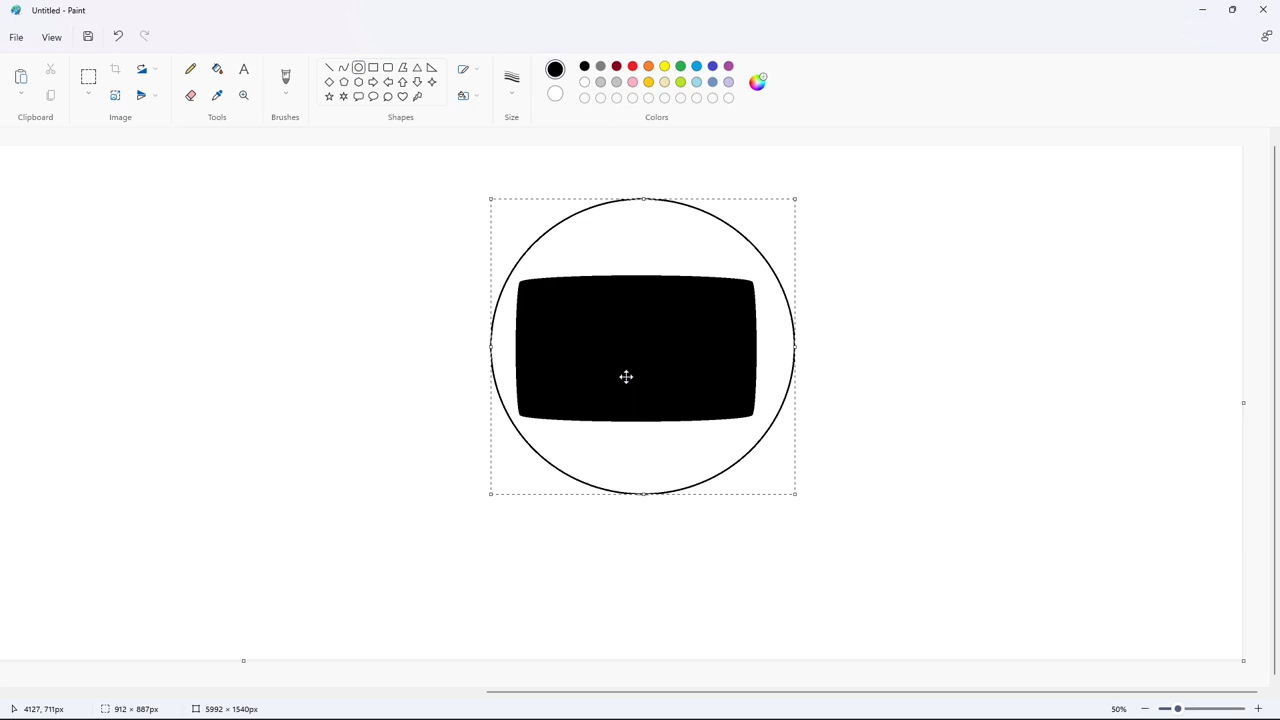 Untitled - Paint
File View
Clipboard Image Tools Brushes Shapes Size Colors
4127, 711px 912 × 887px 5992 × 1540px 50%